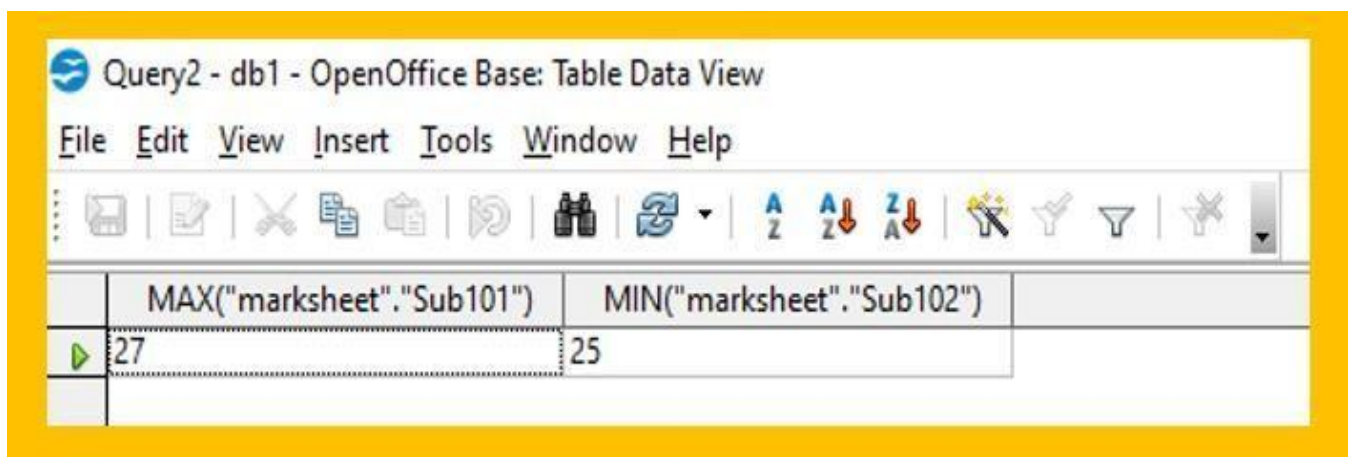 Query2 - db1 - OpenOffice Base: Table Data View
File Edit View Insert Tools Window Help
MAX("marksheet"."Sub101") MIN("marksheet"."Sub102")
27 25